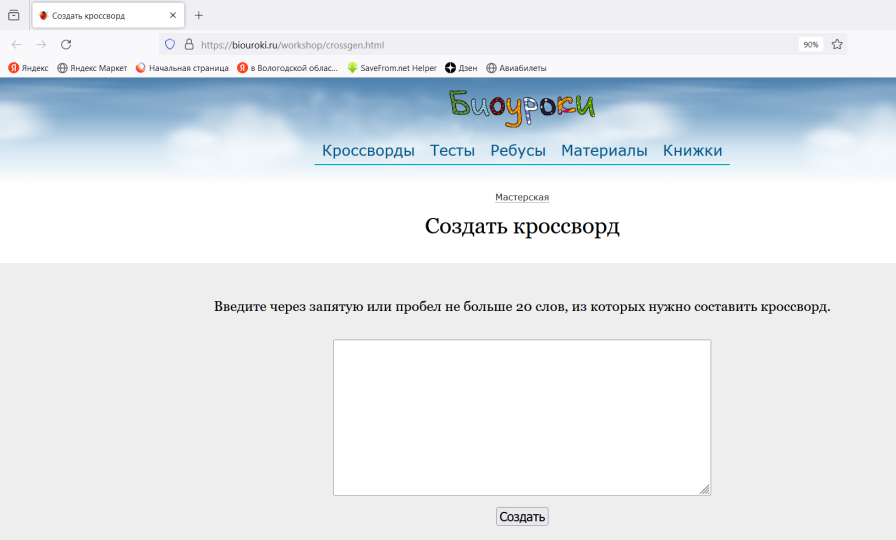 Создать кроссворд
https://biouroki.ru/workshop/crossgen.html
90%
Яндекс Яндекс Маркет Начальная страница в Вологодской облас... SaveFrom.net Helper Дзен Авиабилеты
Биоуроки
Кроссворды Тесты Ребусы Материалы Книжки
Мастерская
Создать кроссворд
Введите через запятую или пробел не больше 20 слов, из которых нужно составить кроссворд.
Создать